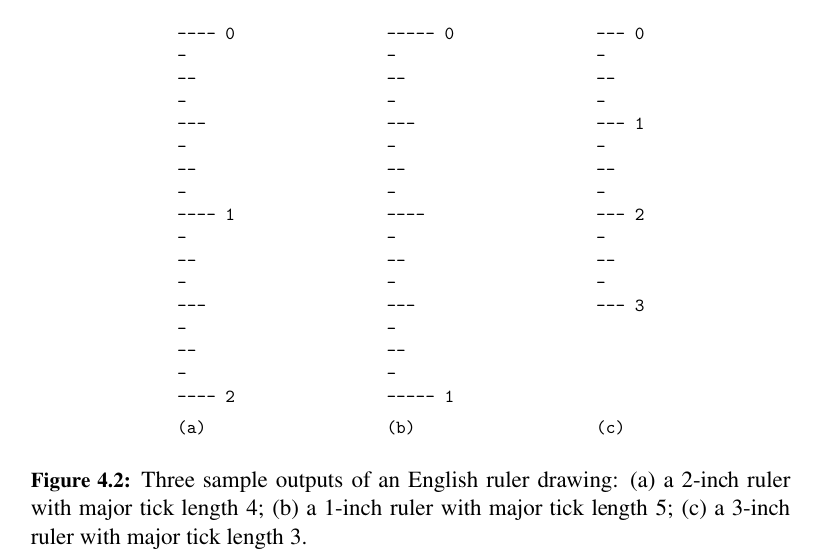 ---- 0 ----- 0 --- 0
- - -
-- -- --
- - -
--- --- --- 1
- - -
-- -- --
- - -
---- 1 ---- --- 2
- - -
-- -- --
- - -
--- --- --- 3
- -
-- --
- -
---- 2 ----- 1
(a) (b) (c)
Figure 4.2: Three sample outputs of an English ruler drawing: (a) a 2-inch ruler
with major tick length 4; (b) a 1-inch ruler with major tick length 5; (c) a 3-inch
ruler with major tick length 3.